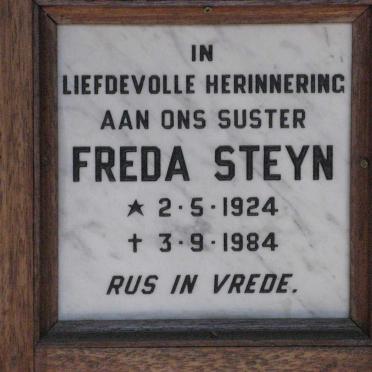 IN
LIEFDEVOLLE HERINNERING
AAN ONS SUSTER
FREDA STEYN
★ 2·5·1924
✝ 3·9·1984
RUS IN VREDE.